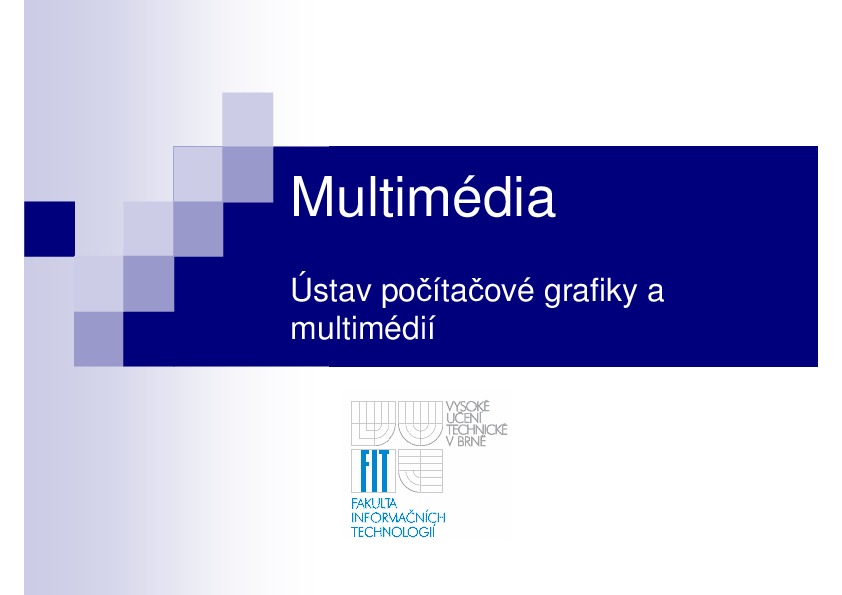 Multimédia
Ústav počítačové grafiky a
multimédií
VYSOKÉ
UČENÍ
TECHNICKÉ
V BRNĚ
FIT
FAKULTA
INFORMAČNÍCH
TECHNOLOGIÍ